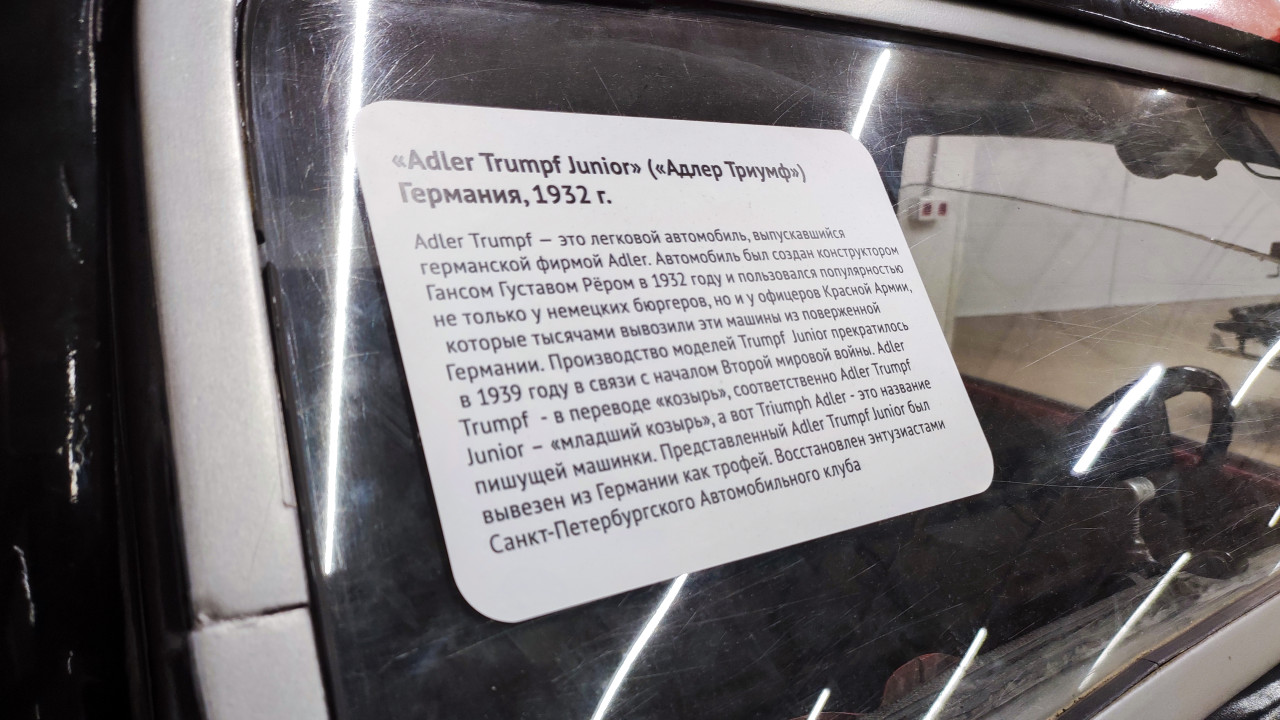 «Adler Trumpf Junior» («Адлер Триумф»)
Германия, 1932 г.
Adler Trumpf – это легковой автомобиль, выпускавшийся
германской фирмой Adler. Автомобиль был создан конструктором
Гансом Густавом Рёром в 1932 году и пользовался популярностью
не только у немецких бюргеров, но и у офицеров Красной Армии,
которые тысячами вывозили эти машины из поверженной
Германии. Производство моделей Trumpf Junior прекратилось
в 1939 году в связи с началом Второй мировой войны. Adler
Trumpf - в переводе «козырь», соответственно Adler Trumpf
Junior – «младший козырь», а вот Triumph Adler - это название
пишущей машинки. Представленный Adler Trumpf Junior был
вывезен из Германии как трофей. Восстановлен энтузиастами
Санкт-Петербургского Автомобильного клуба